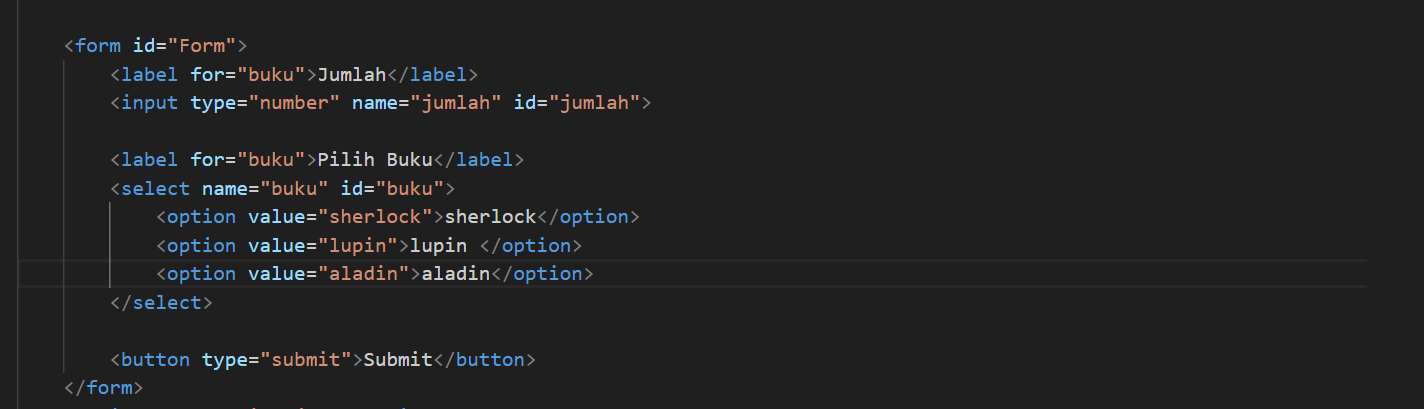 <form id="Form">
<label for="buku">Jumlah</label>
<input type="number" name="jumlah" id="jumlah">
<label for="buku">Pilih Buku</label>
<select name="buku" id="buku">
<option value="sherlock">sherlock</option>
<option value="lupin">lupin </option>
<option value="aladin">aladin</option>
</select>
<button type="submit">Submit</button>
</form>